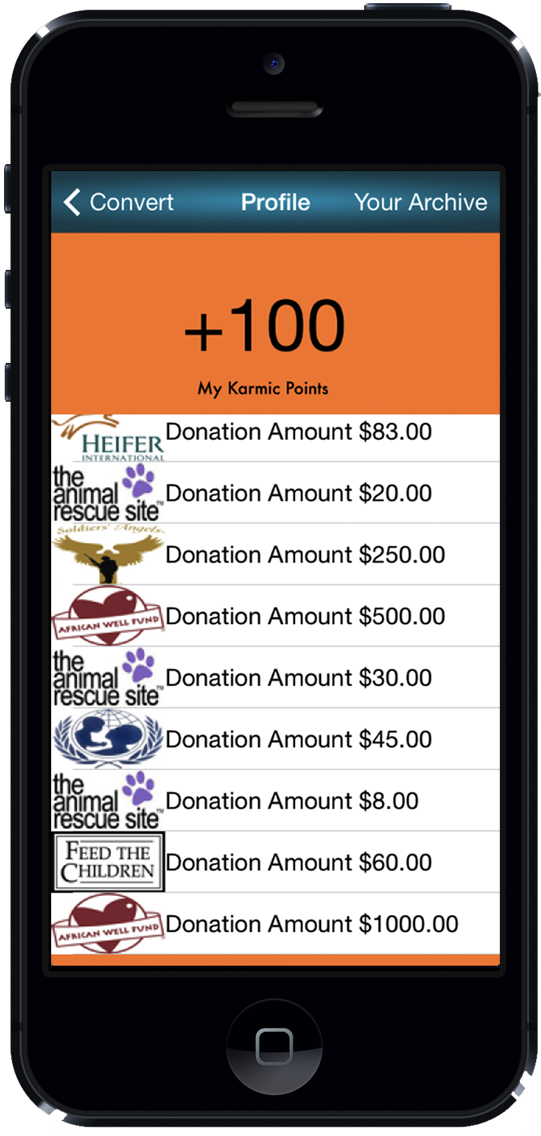 Convert
Profile
Your Archive
+100
My Karmic Points
HEIFER
INTERNATIONAL
Donation Amount $83.00
the
animal
rescue site™
Donation Amount $20.00
Soldiers' Angels
Donation Amount $250.00
AFRICAN WELL FUND
Donation Amount $500.00
the
animal
rescue site™
Donation Amount $30.00
Donation Amount $45.00
the
animal
rescue site™
Donation Amount $8.00
FEED THE
CHILDREN
Donation Amount $60.00
AFRICAN WELL FUND
Donation Amount $1000.00